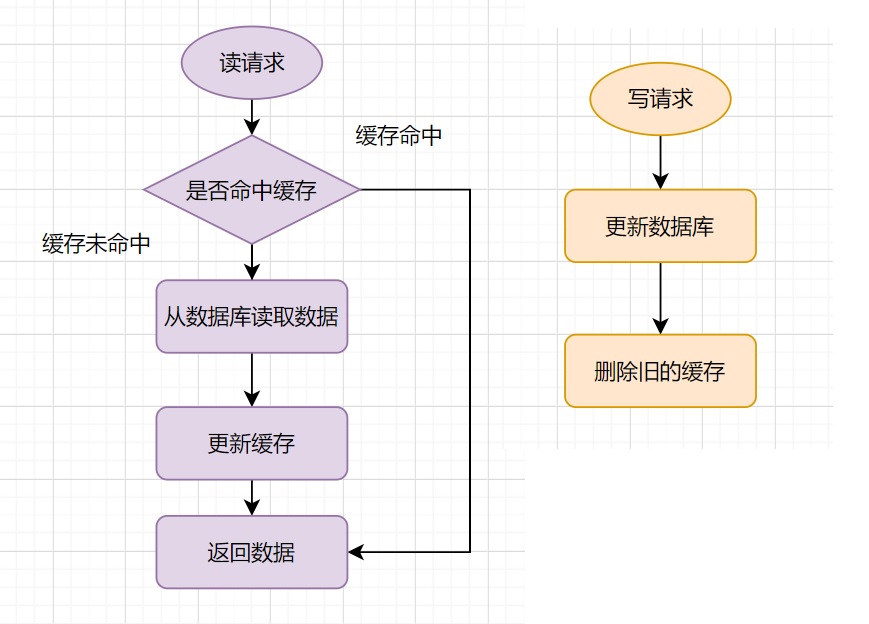 读请求
缓存命中
是否命中缓存
缓存未命中
从数据库读取数据
更新缓存
返回数据
写请求
更新数据库
删除旧的缓存